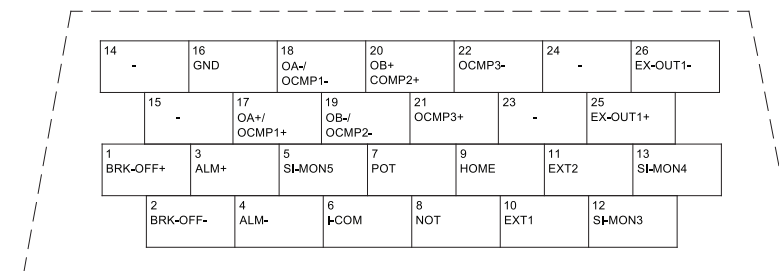 14 16 18 20 22 24 26
- GND OA-/ OB+ OCMP3- - EX-OUT1-
OCMP1- COMP2+
15 17 19 21 23 25
- OA+/ OB-/ OCMP3+ - EX-OUT1+
OCMP1+ OCMP2-
1 3 5 7 9 11 13
BRK-OFF+ ALM+ SI-MON5 POT HOME EXT2 SI-MON4
2 4 6 8 10 12
BRK-OFF- ALM- I-COM NOT EXT1 SI-MON3